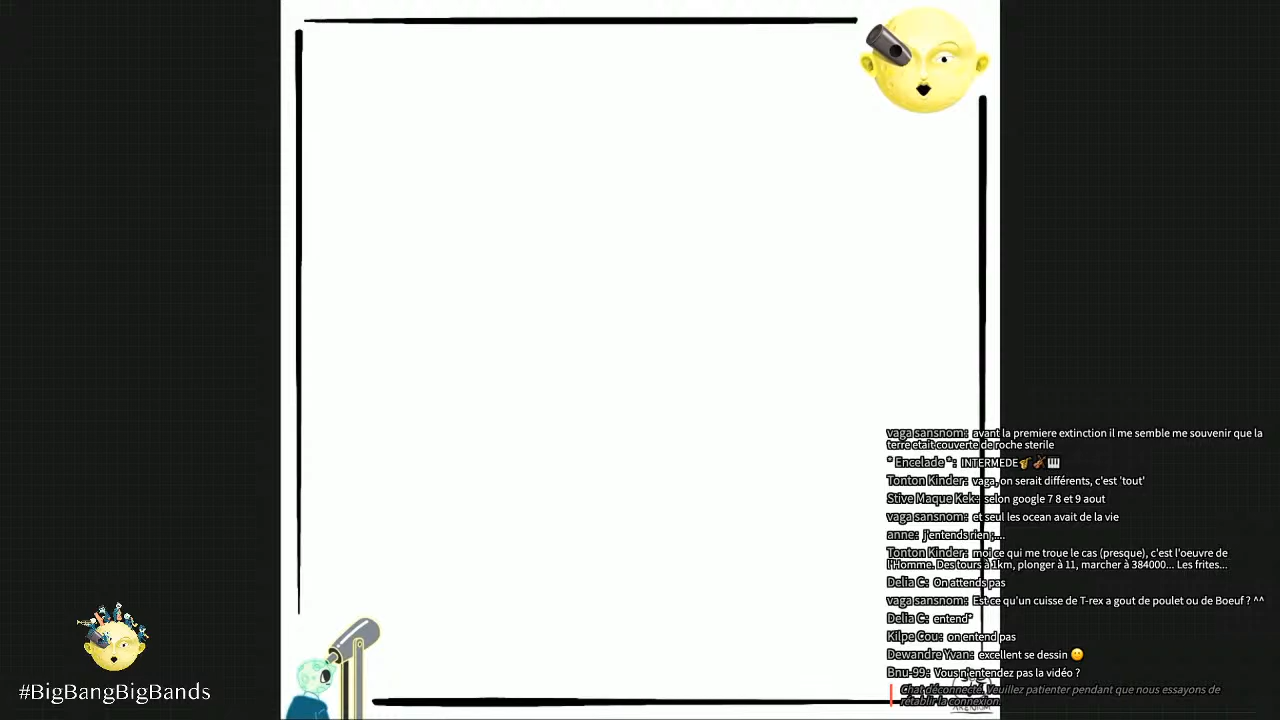 vaga sansnom: avant la premiere extinction il me semble me souvenir que la
terre etait couverte de roche sterile
* Encelade *: INTERMEDE🎷🎻🎹
Tonton Kinder: vaga, on serait différents, c'est 'tout'
Stive Maque Kek: selon google 7 8 et 9 aout
vaga sansnom: et seul les ocean avait de la vie
anne: j'entends rien ;...
Tonton Kinder: moi ce qui me troue le cas (presque), c'est l'oeuvre de
l'Homme. Des tours à 1km, plonger à 11, marcher à 384000... Les frites...
Delia C: On attends pas
vaga sansnom: Est ce qu'un cuisse de T-rex a gout de poulet ou de Boeuf ? ^^
Delia C: entend*
Kilpe Cou: on entend pas
Dewandre Yvan: excellent se dessin 😶
Bnu-99: Vous n'entendez pas la vidéo ?
Chat déconnecté. Veuillez patienter pendant que nous essayons de
rétablir la connexion.
#BigBangBigBands